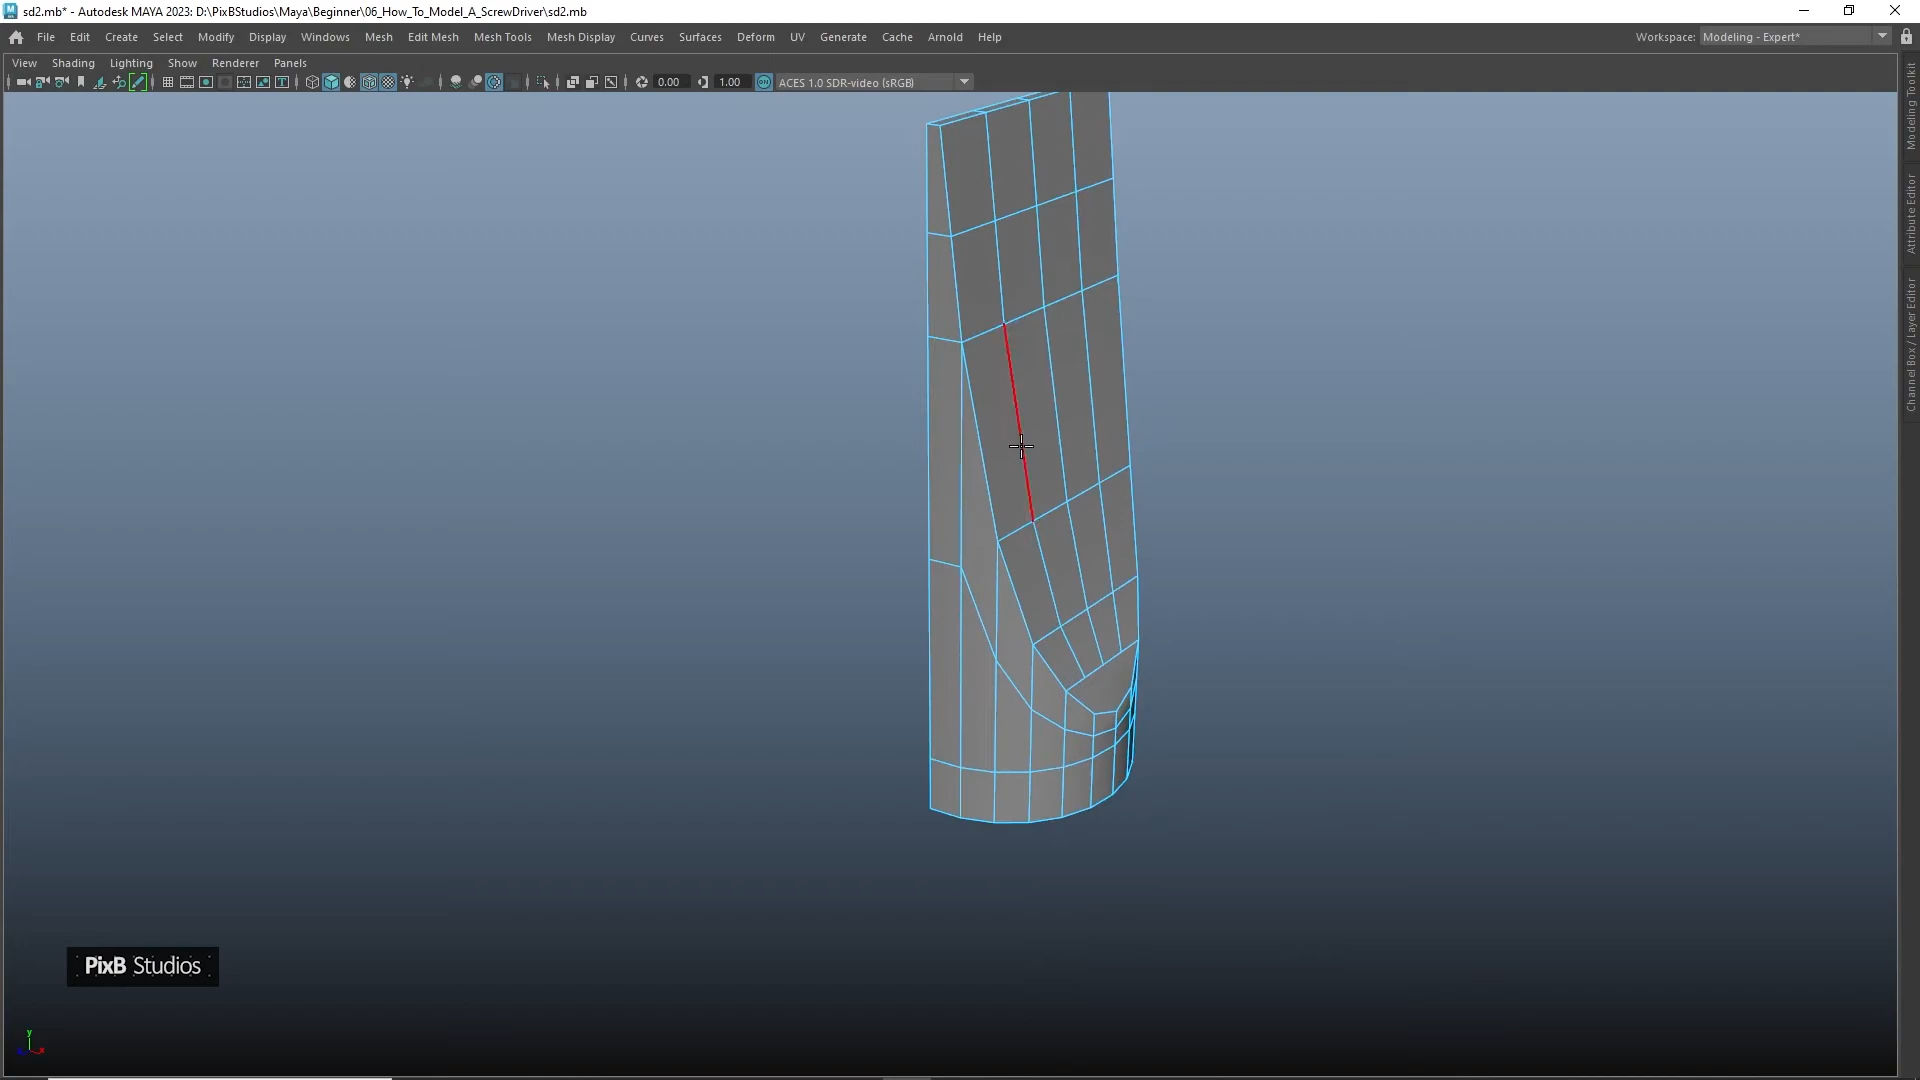 sd2.mb* - Autodesk MAYA 2023: D:\PixBStudios\Maya\Beginner\06_How_To_Model_A_ScrewDriver\sd2.mb
File Edit Create Select Modify Display Windows Mesh Edit Mesh Mesh Tools Mesh Display Curves Surfaces Deform UV Generate Cache Arnold Help Workspace: Modeling - Expert*
View Shading Lighting Show Renderer Panels
0.00 1.00 ON ACES 1.0 SDR-video (sRGB)
Modeling Toolkit
Attribute Editor
Channel Box / Layer Editor
PixB Studios
y
x